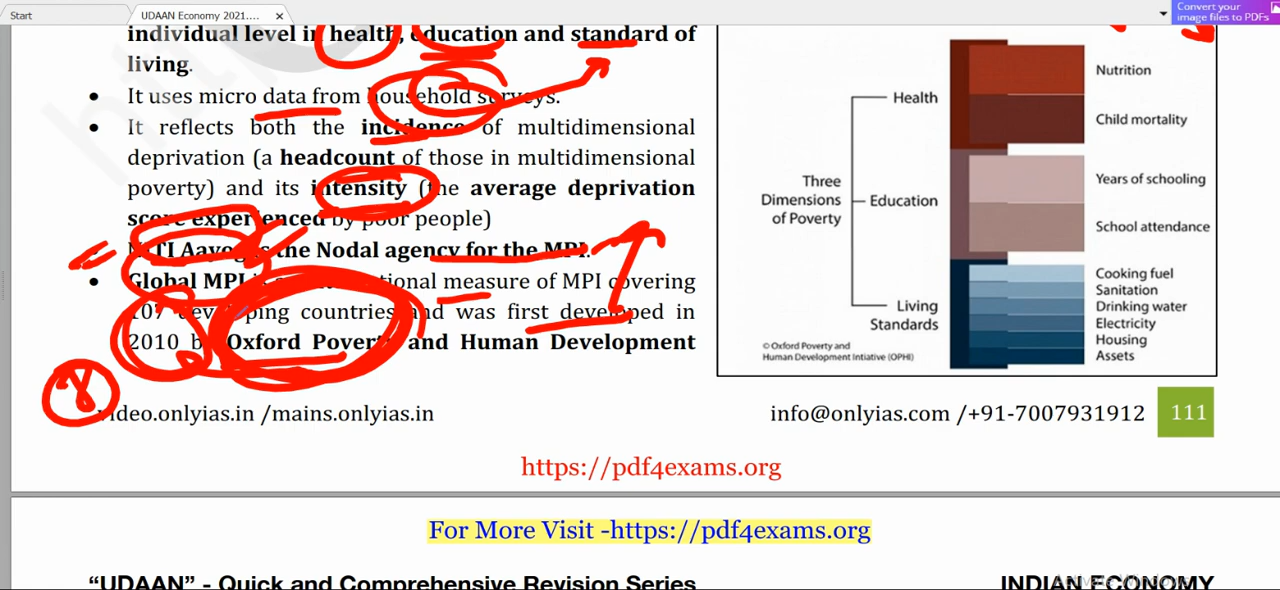 Start
UDAAN Economy 2021....
Convert your
image files to PDFs
individual level in health, education and standard of
living.
It uses micro data from household surveys.
It reflects both the incidence of multidimensional
deprivation (a headcount of those in multidimensional
poverty) and its intensity (the average deprivation
score experienced by poor people)
NITI Aayog is the Nodal agency for the MPI.
Global MPI is international measure of MPI covering
107 developing countries and was first developed in
2010 by Oxford Poverty and Human Development
8
Health
Three
Dimensions
of Poverty
Education
Living
Standards
Nutrition
Child mortality
Years of schooling
School attendance
Cooking fuel
Sanitation
Drinking water
Electricity
Housing
Assets
© Oxford Poverty and
Human Development Intiative (OPHI)
video.onlyias.in /mains.onlyias.in
info@onlyias.com /+91-7007931912
111
https://pdf4exams.org
For More Visit -https://pdf4exams.org
"UDAAN" - Quick and Comprehensive Revision Series
INDIAN ECONOMY
Activate Windows